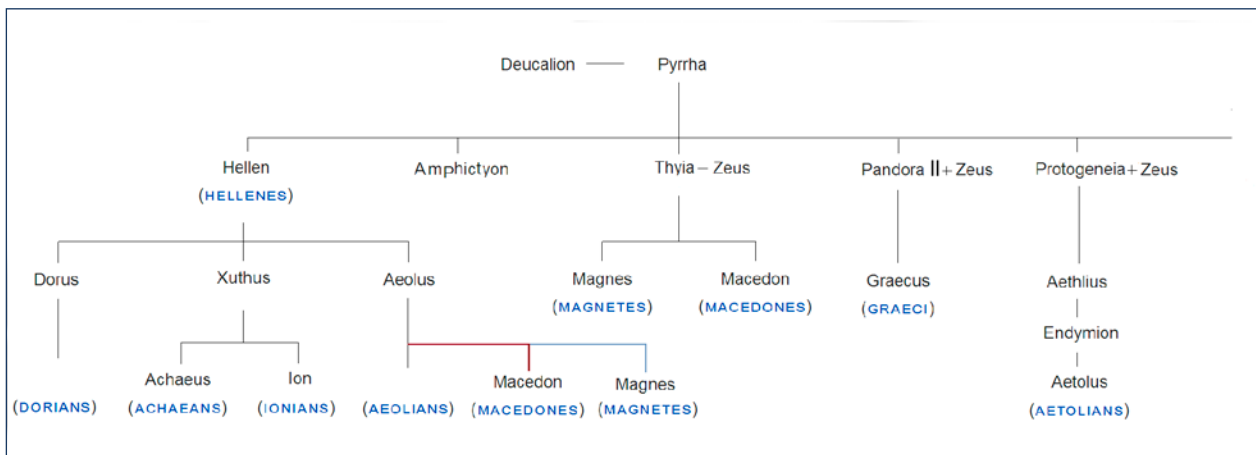 Deucalion Pyrrha
Hellen Amphictyon Thyia – Zeus Pandora II + Zeus Protogeneia + Zeus
(HELLENES)
Dorus Xuthus Aeolus Magnes Macedon Graecus Aethlius
(MAGNETES) (MACEDONES) (GRAECI)
Endymion
Achaeus Ion Macedon Magnes Aetolus
(DORIANS) (ACHAEANS) (IONIANS) (AEOLIANS) (MACEDONES) (MAGNETES) (AETOLIANS)